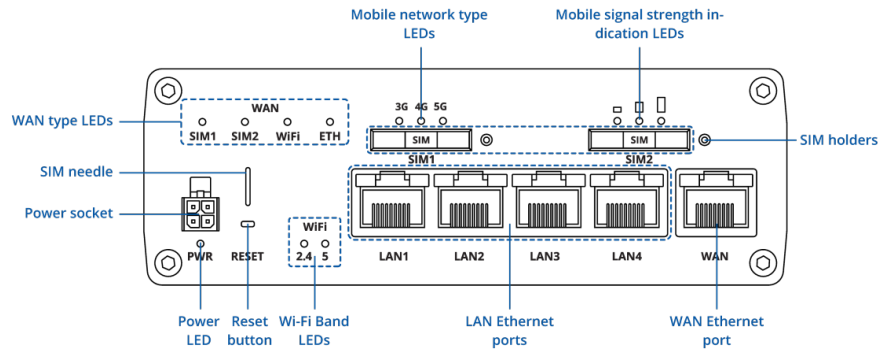 Mobile network type
LEDs
Mobile signal strength in-
dication LEDs
WAN type LEDs
WAN
SIM1 SIM2 WiFi ETH
3G 4G 5G
SIM
SIM1
SIM
SIM2
SIM holders
SIM needle
Power socket
PWR
RESET
WiFi
2.4 5
LAN1 LAN2 LAN3 LAN4 WAN
Power
LED
Reset
button
Wi-Fi Band
LEDs
LAN Ethernet
ports
WAN Ethernet
port